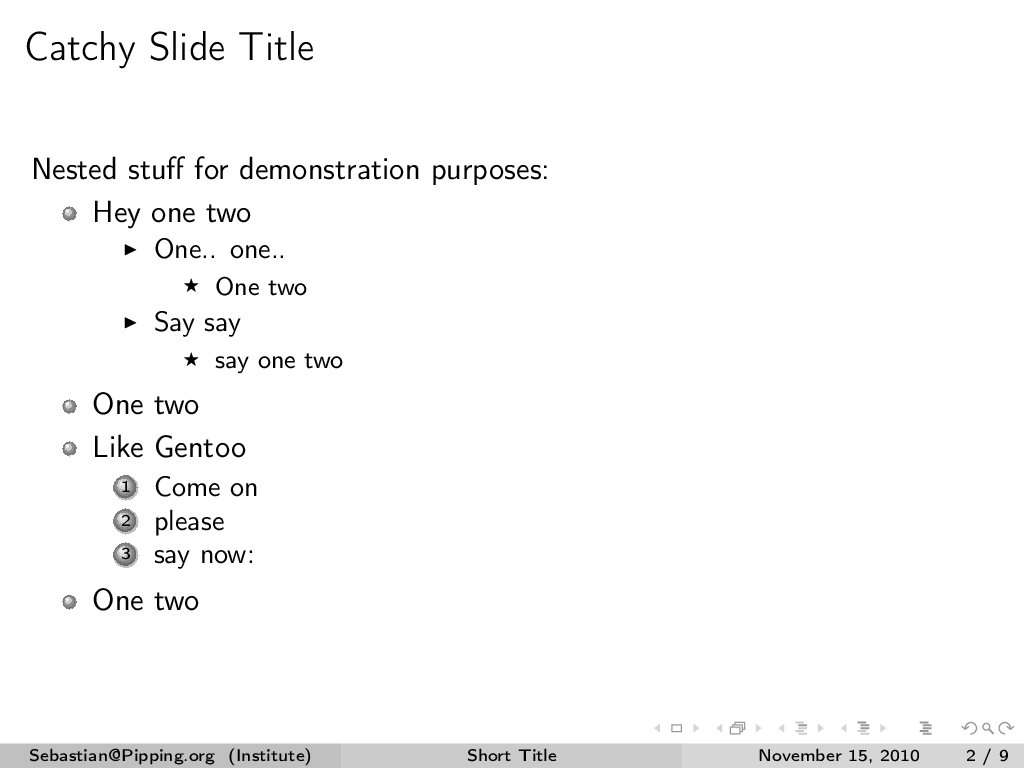 Catchy Slide Title
Nested stuff for demonstration purposes:
Hey one two
One.. one..
One two
Say say
say one two
One two
Like Gentoo
1 Come on
2 please
3 say now:
One two
Sebastian@Pipping.org (Institute) Short Title November 15, 2010 2 / 9